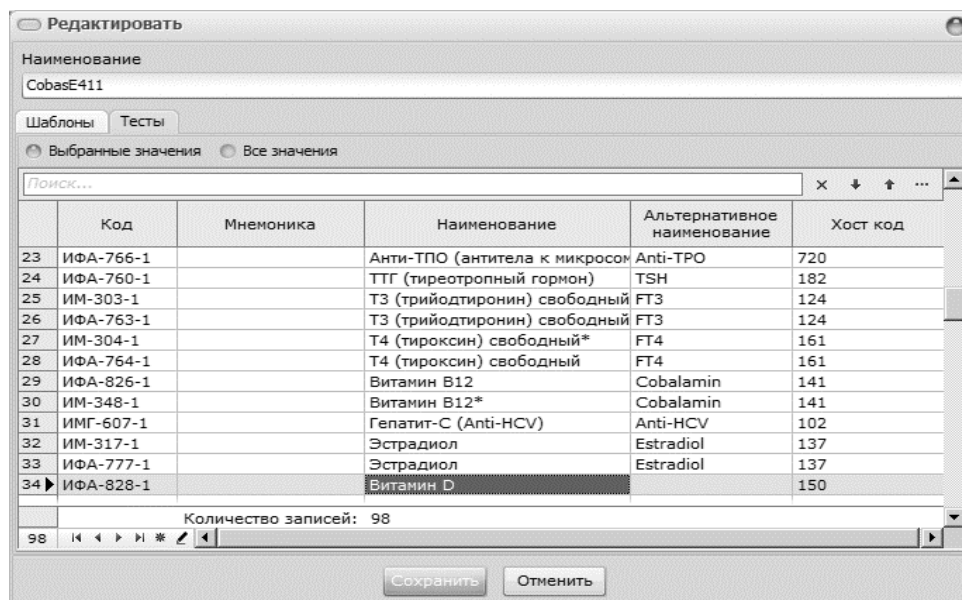 Редактировать
Наименование
CobasE411
Шаблоны Тесты
Выбранные значения Все значения
Поиск...
Код Мнемоника Наименование Альтернативное наименование Хост код
23 ИФА-766-1 Анти-ТПО (антитела к микросом Anti-TPO 720
24 ИФА-760-1 ТТГ (тиреотропный гормон) TSH 182
25 ИМ-303-1 Т3 (трийодтиронин) свободный FT3 124
26 ИФА-763-1 Т3 (трийодтиронин) свободный FT3 124
27 ИМ-304-1 Т4 (тироксин) свободный* FT4 161
28 ИФА-764-1 Т4 (тироксин) свободный FT4 161
29 ИФА-826-1 Витамин В12 Cobalamin 141
30 ИМ-348-1 Витамин В12* Cobalamin 141
31 ИМГ-607-1 Гепатит-С (Anti-HCV) Anti-HCV 102
32 ИМ-317-1 Эстрадиол Estradiol 137
33 ИФА-777-1 Эстрадиол Estradiol 137
34 ИФА-828-1 Витамин D 150
Количество записей: 98
98
Сохранить Отменить